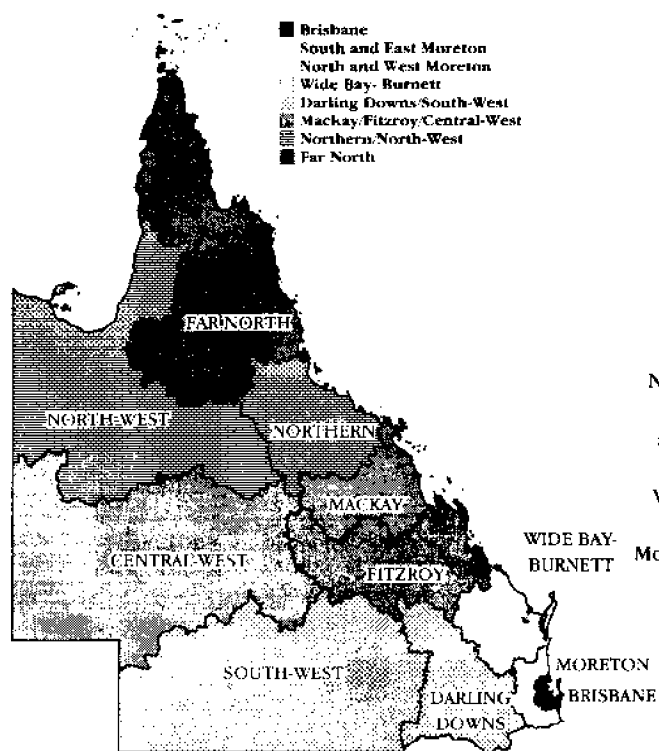 Brisbane
South and East Moreton
North and West Moreton
Wide Bay- Burnett
Darling Downs/South-West
Mackay/Fitzroy/Central-West
Northern/North-West
Far North
FAR NORTH
N
NORTH-WEST
NORTHERN
MACKAY
WIDE BAY-
BURNETT
Mo
CENTRAL-WEST
FITZROY
MORETON
SOUTH-WEST
BRISBANE
DARLING
DOWNS